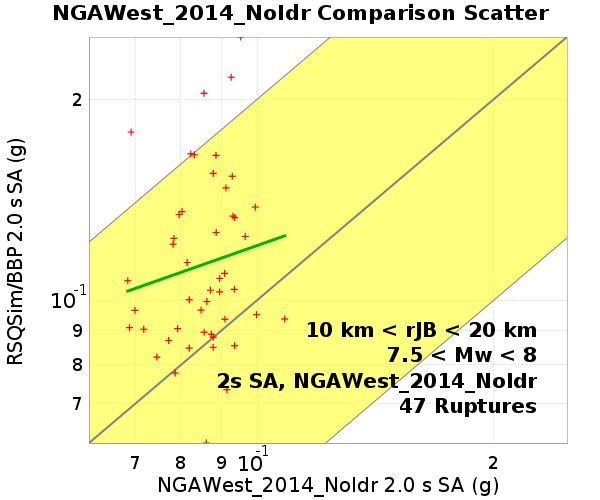 NGAWest_2014_NoIdr Comparison Scatter
RSQSim/BBP 2.0 s SA (g)
2
10-1
9
8
7
10 km < rJB < 20 km
7.5 < Mw < 8
2s SA, NGAWest_2014_NoIdr
47 Ruptures
7 8 9 10-1 2
NGAWest_2014_NoIdr 2.0 s SA (g)